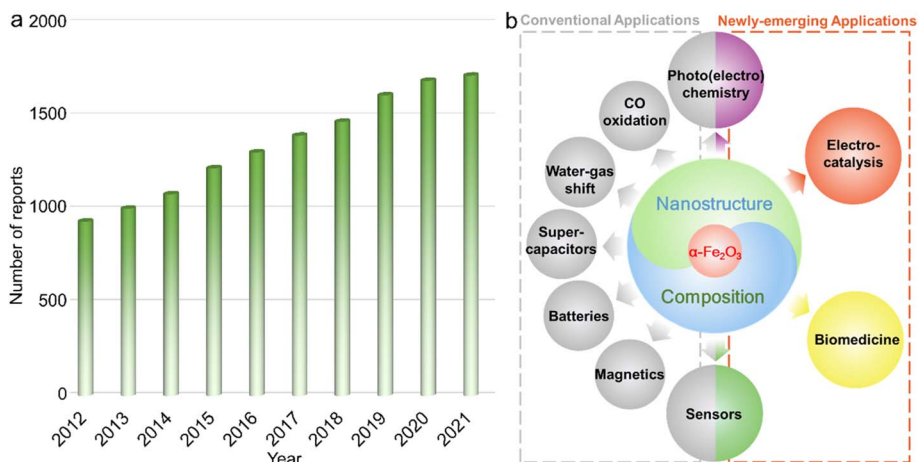 a
2000
1500
1000
500
0
Number of reports
2012
2013
2014
2015
2016
2017
2018
2019
2020
2021
Year
b
Conventional Applications
Newly-emerging Applications
Photo(electro)
chemistry
CO
oxidation
Water-gas
shift
Super-
capacitors
Batteries
Magnetics
Sensors
Electro-
catalysis
Biomedicine
Nanostructure
α-Fe₂O₃
Composition